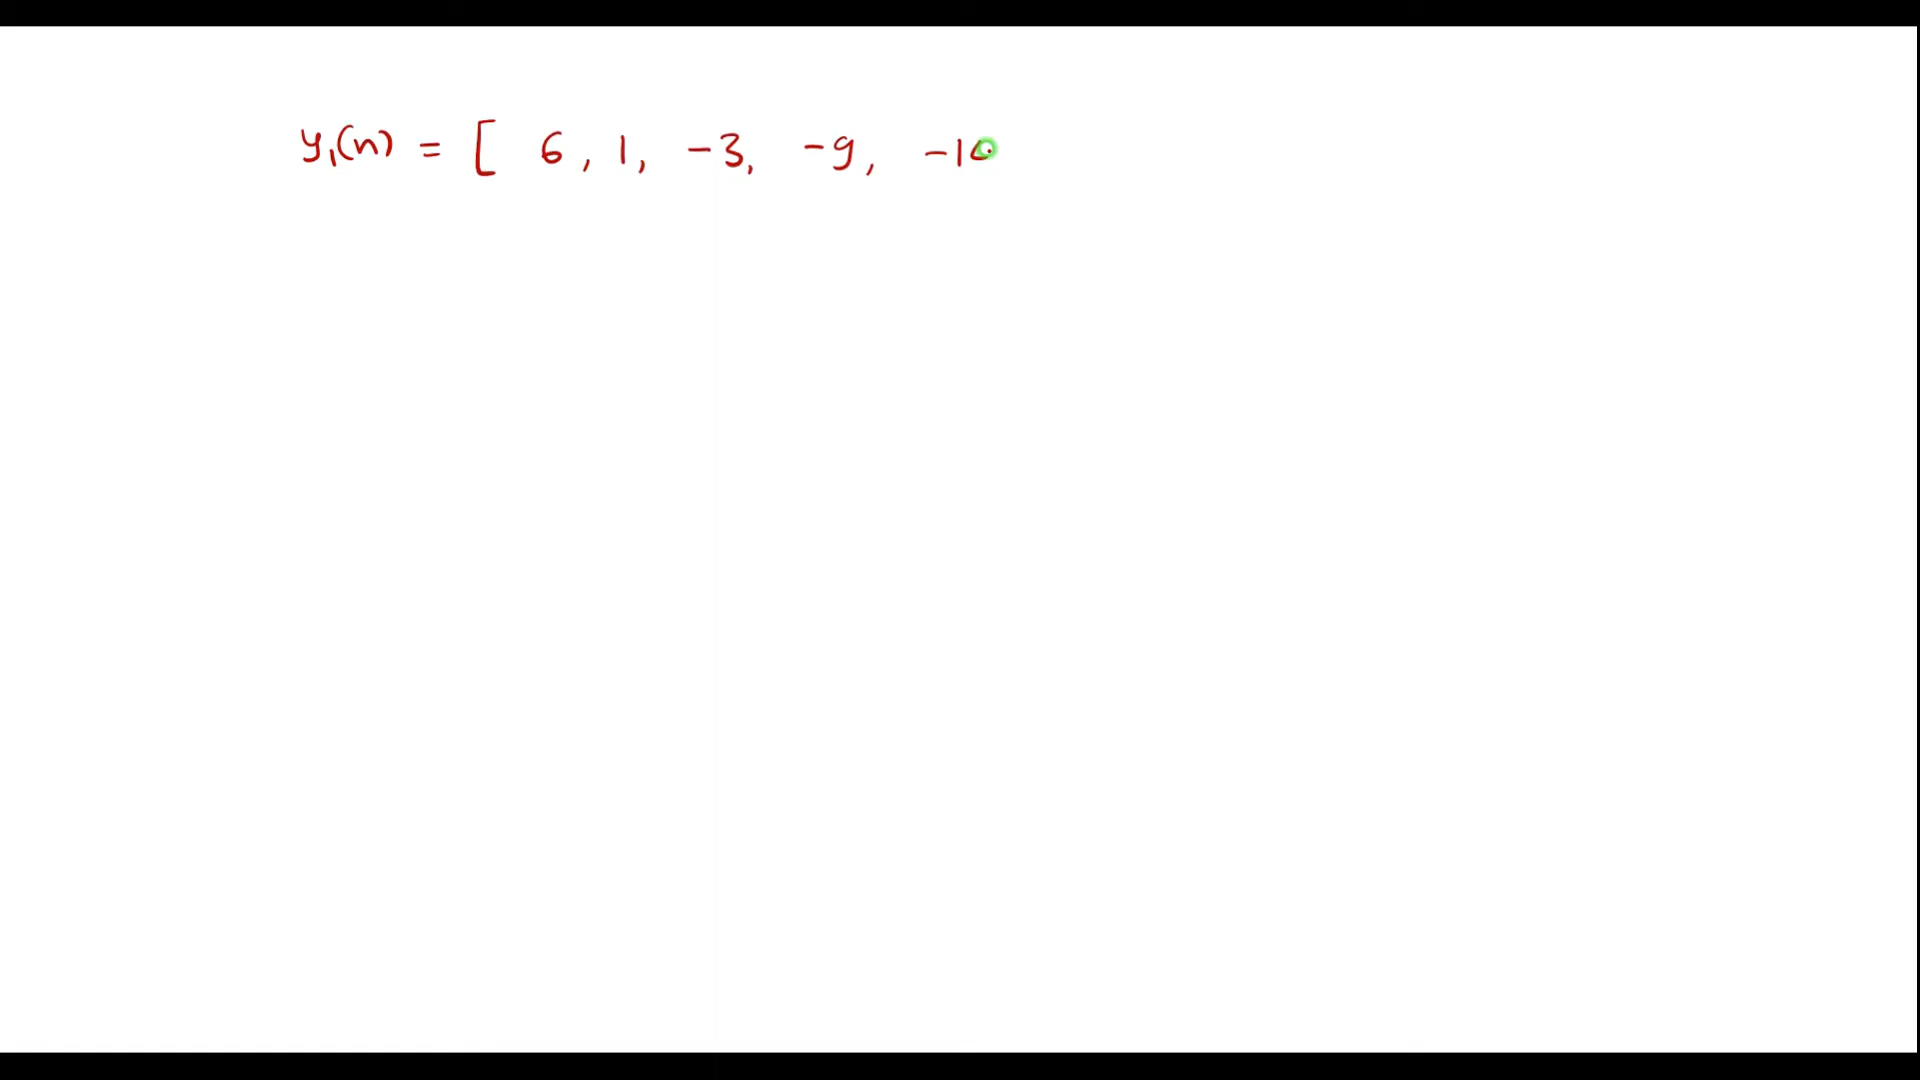 y₁(n) = [ 6, 1, -3, -9,